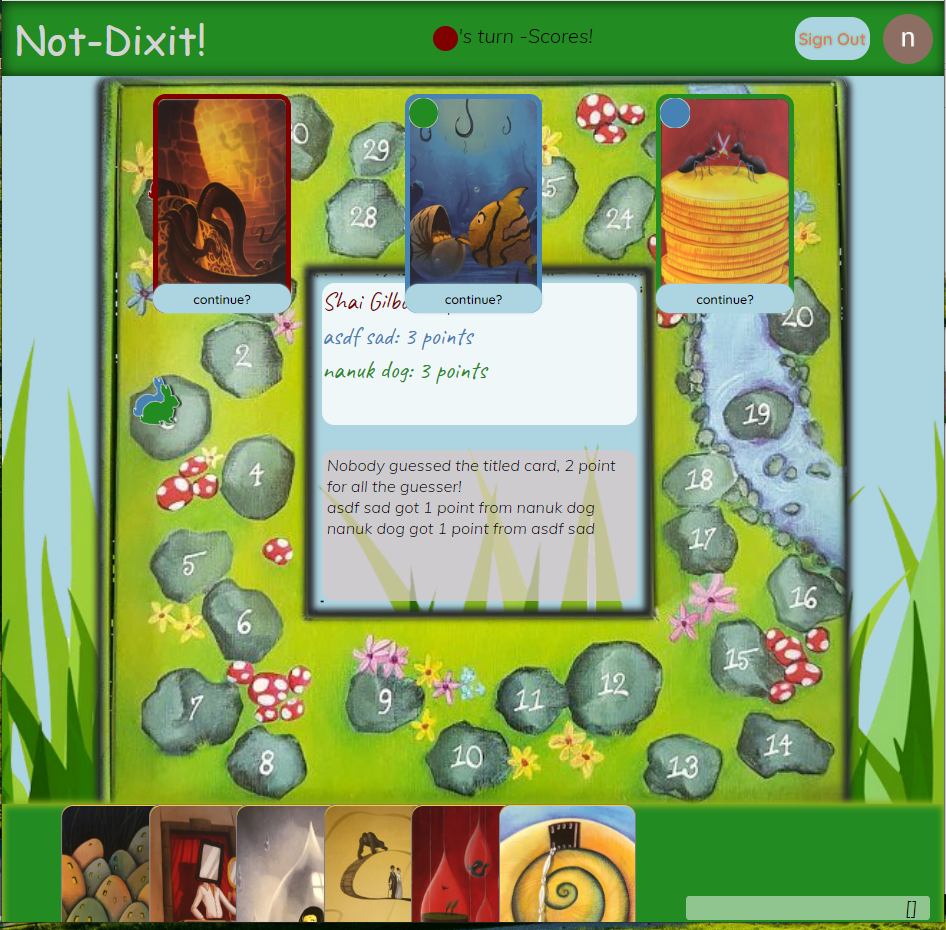 Not-Dixit!
's turn -Scores!
Sign Out
n
29
28
24
continue?
continue?
continue?
Shai
asdf sad: 3 points
nanuk dog: 3 points
20
2
19
4
18
17
5
16
6
Nobody guessed the titled card, 2 point
for all the guesser!
asdf sad got 1 point from nanuk dog
nanuk dog got 1 point from asdf sad
15
7
9
11
12
8
10
13
14
[]